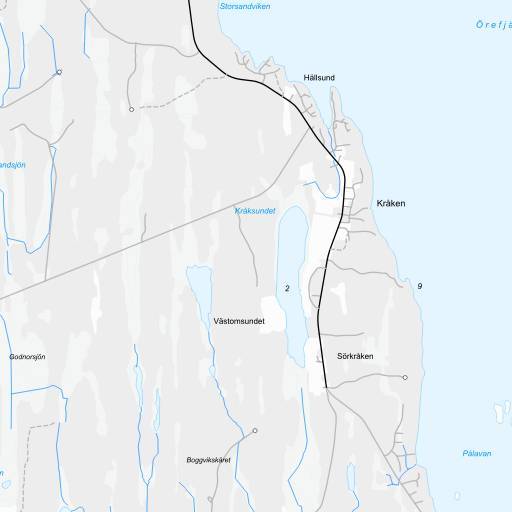 Storsandviken
Örefjä
Hällsund
andsjön
Kråken
Kråksundet
2
9
Västomsundet
Godnorsjön
Sörkråken
Pålavan
Boggvikskäret
n